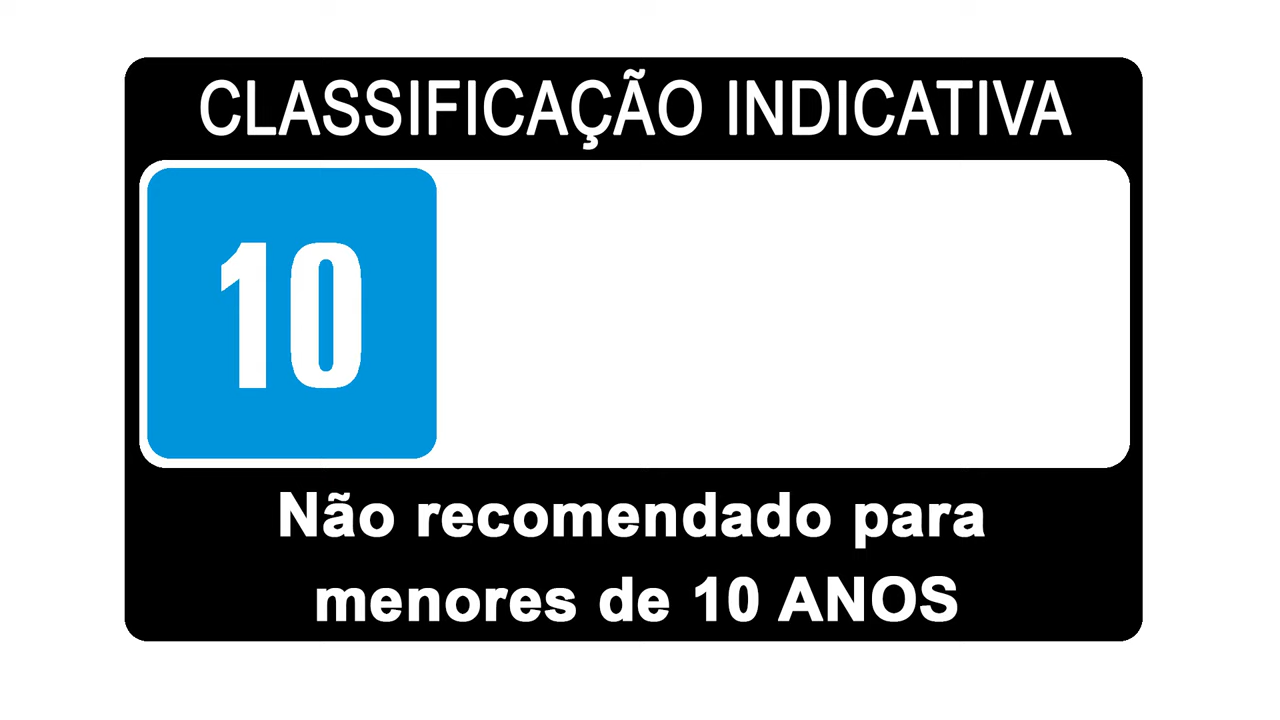 CLASSIFICAÇÃO INDICATIVA
10
Não recomendado para
menores de 10 ANOS